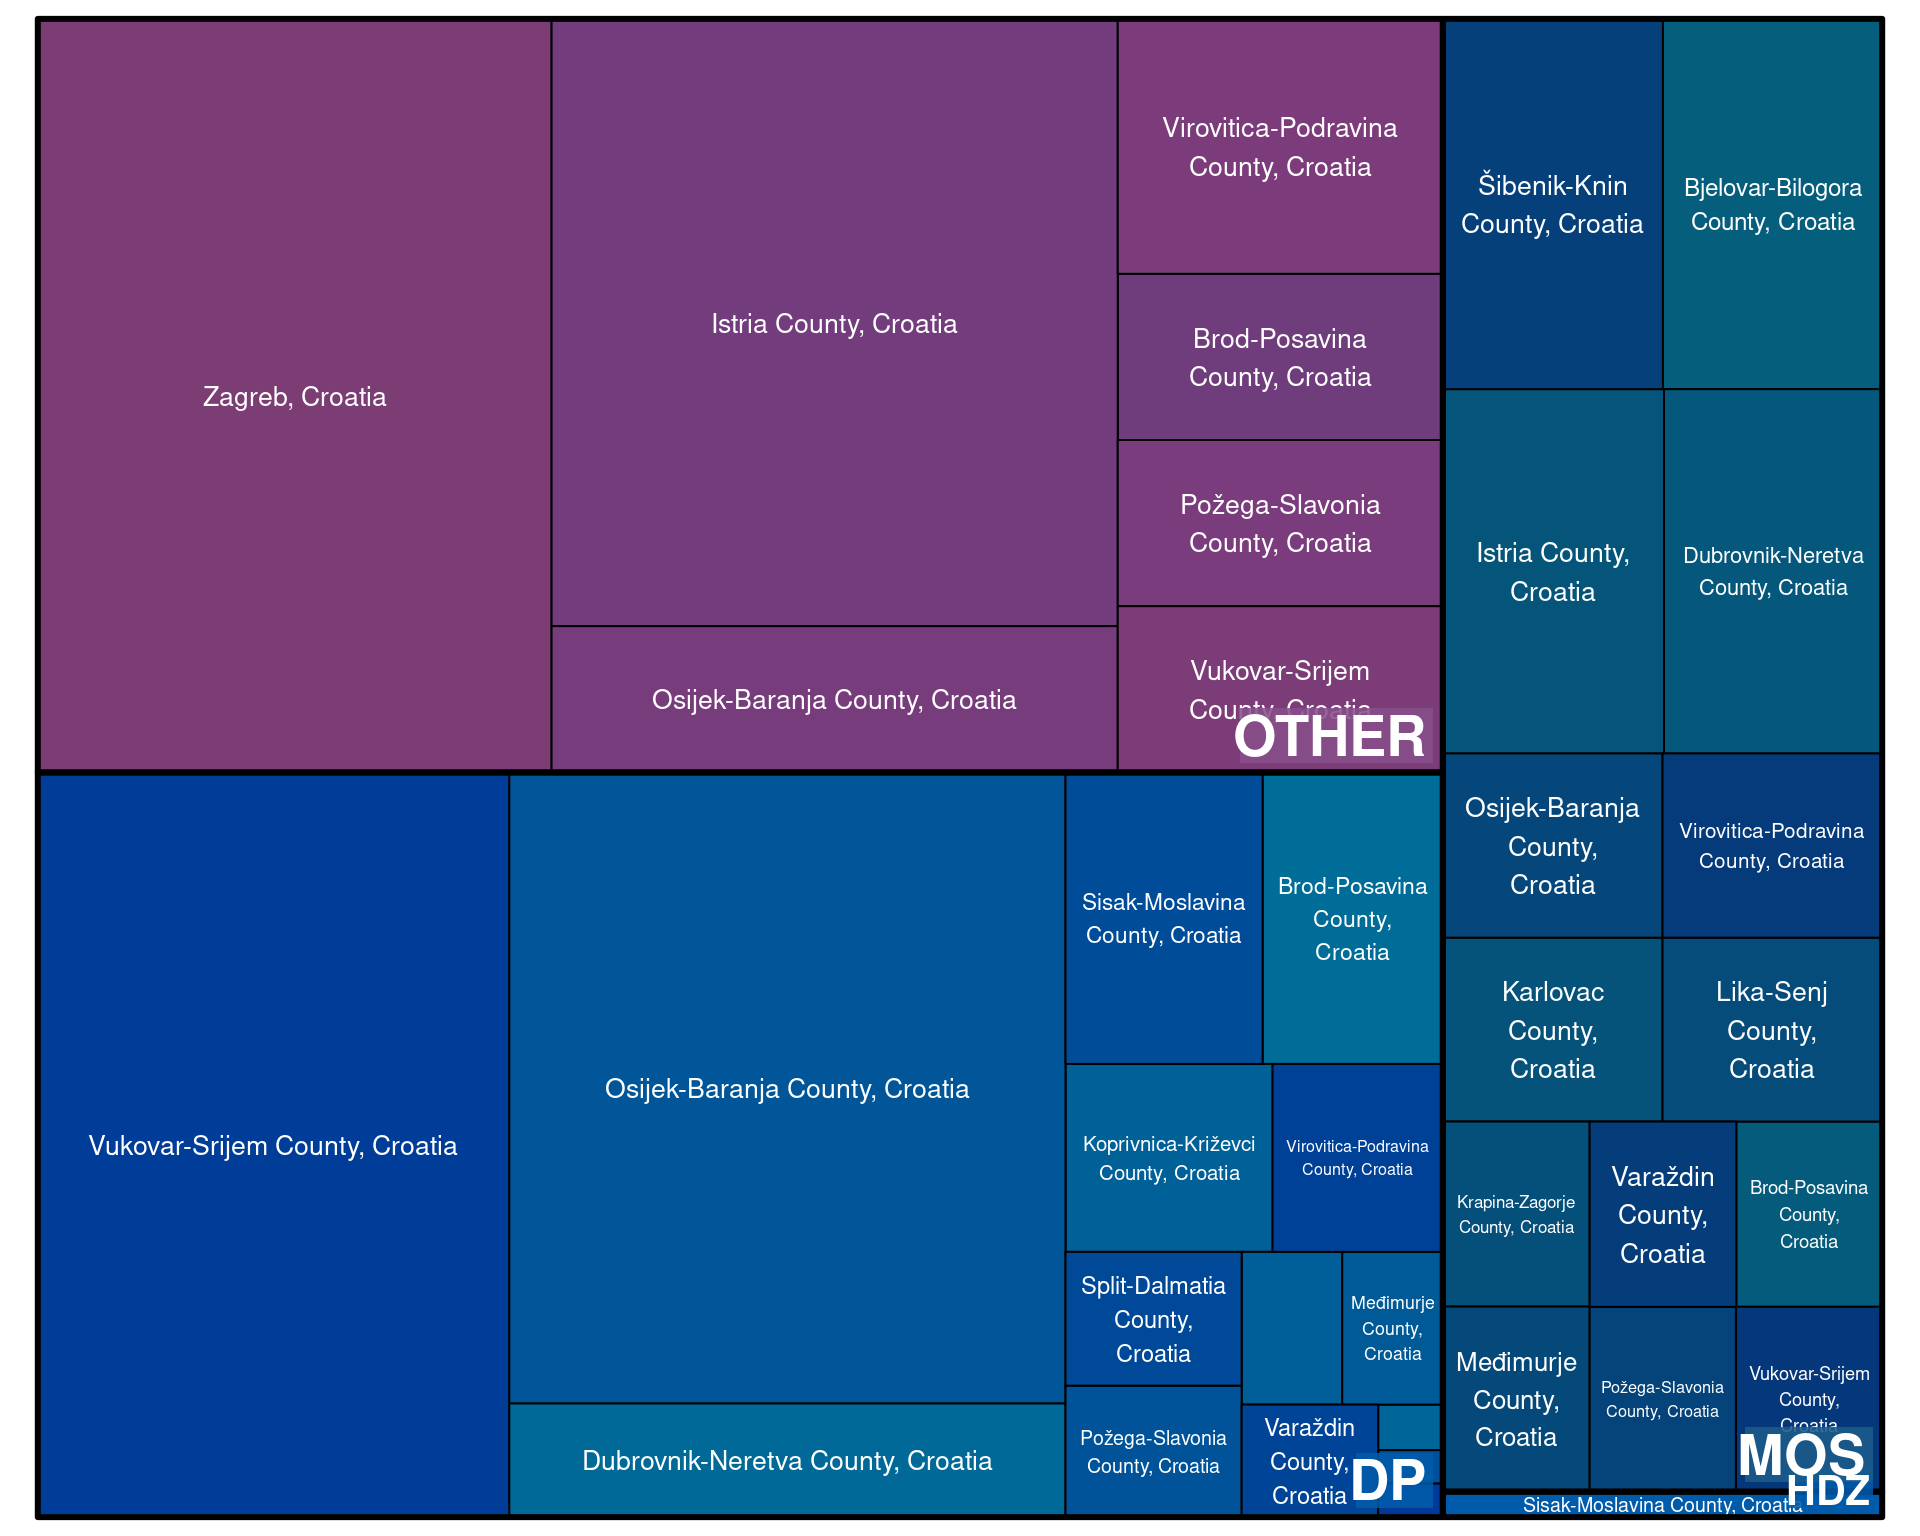 Zagreb, Croatia
Istria County, Croatia
Osijek-Baranja County, Croatia
Virovitica-Podravina
County, Croatia
Brod-Posavina
County, Croatia
Požega-Slavonia
County, Croatia
Vukovar-Srijem
County, Croatia
OTHER
Vukovar-Srijem County, Croatia
Osijek-Baranja County, Croatia
Dubrovnik-Neretva County, Croatia
Sisak-Moslavina
County, Croatia
Brod-Posavina
County,
Croatia
Koprivnica-Križevci
County, Croatia
Virovitica-Podravina
County, Croatia
Split-Dalmatia
County,
Croatia
Međimurje
County,
Croatia
Požega-Slavonia
County, Croatia
Varaždin
County,
Croatia
DP
Šibenik-Knin
County, Croatia
Bjelovar-Bilogora
County, Croatia
Istria County,
Croatia
Dubrovnik-Neretva
County, Croatia
Osijek-Baranja
County,
Croatia
Virovitica-Podravina
County, Croatia
Karlovac
County,
Croatia
Lika-Senj
County,
Croatia
Krapina-Zagorje
County, Croatia
Varaždin
County,
Croatia
Brod-Posavina
County,
Croatia
Međimurje
County,
Croatia
Požega-Slavonia
County, Croatia
Vukovar-Srijem
County,
Croatia
MOS
HDZ
Sisak-Moslavina County, Croatia